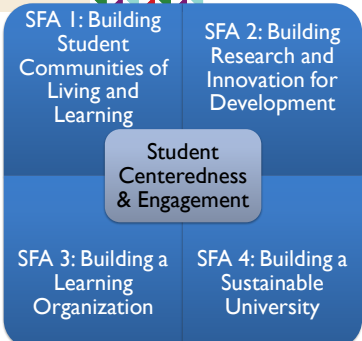 SFA 1: Building
Student
Communities of
Living and
Learning
SFA 2: Building
Research and
Innovation for
Development
Student
Centeredness
& Engagement
SFA 3: Building a
Learning
Organization
SFA 4: Building a
Sustainable
University